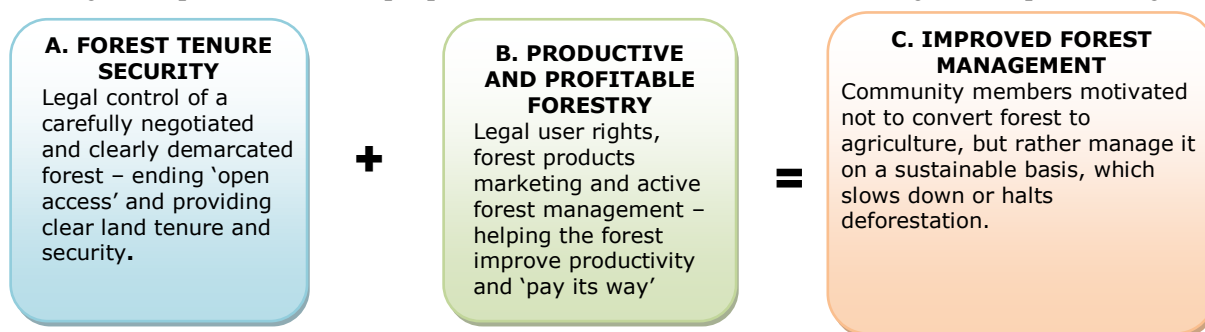 A. FOREST TENURE
SECURITY
Legal control of a
carefully negotiated
and clearly demarcated
forest – ending ‘open
access’ and providing
clear land tenure and
security.
+
B. PRODUCTIVE
AND PROFITABLE
FORESTRY
Legal user rights,
forest products
marketing and active
forest management –
helping the forest
improve productivity
and ‘pay its way’
=
C. IMPROVED FOREST
MANAGEMENT
Community members motivated
not to convert forest to
agriculture, but rather manage it
on a sustainable basis, which
slows down or halts
deforestation.